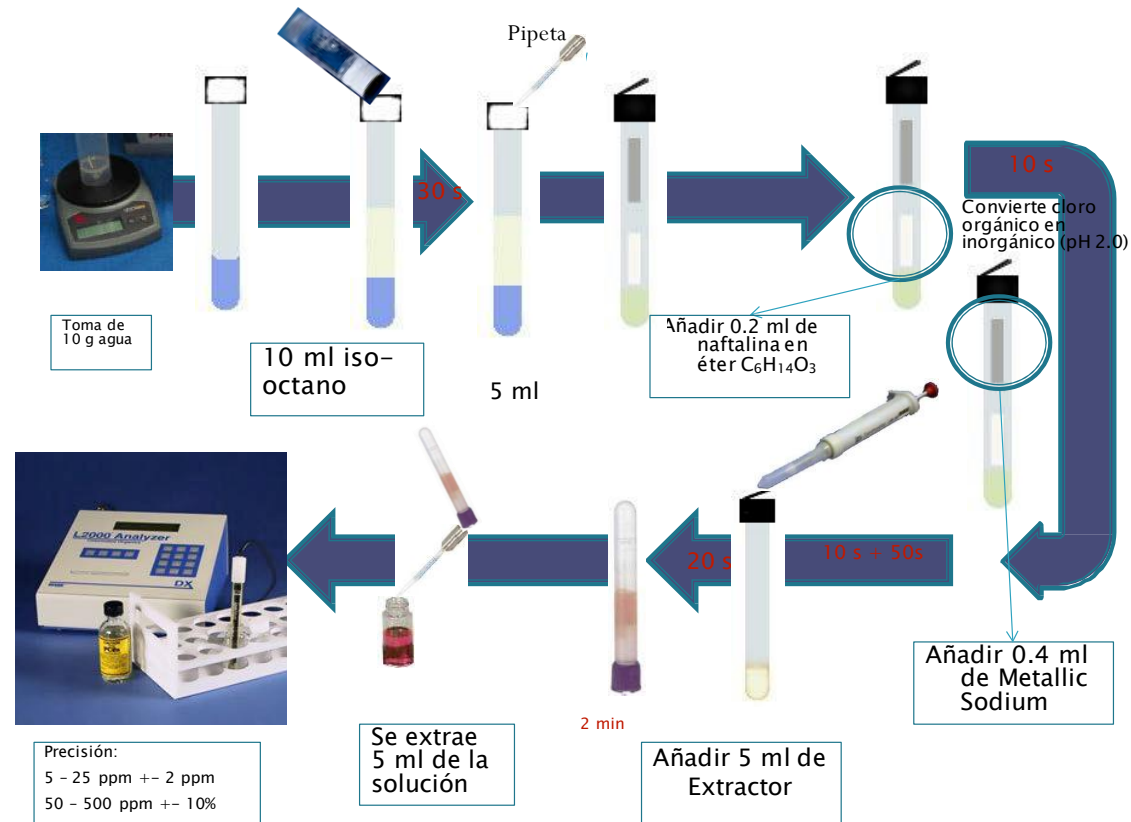 Pipeta
30 s
10 s
Convierte cloro
orgánico en
inorgánico (pH 2.0)
Toma de
10 g agua
10 ml iso-
octano
5 ml
Añadir 0.2 ml de
naftalina en
éter C₆H₁₄O₃
L2000 Analyzer
DX
PCBs
20 s
10 s + 50s
Añadir 0.4 ml
de Metallic
Sodium
2 min
Se extrae
5 ml de la
solución
Añadir 5 ml de
Extractor
Precisión:
5 - 25 ppm +- 2 ppm
50 - 500 ppm +- 10%